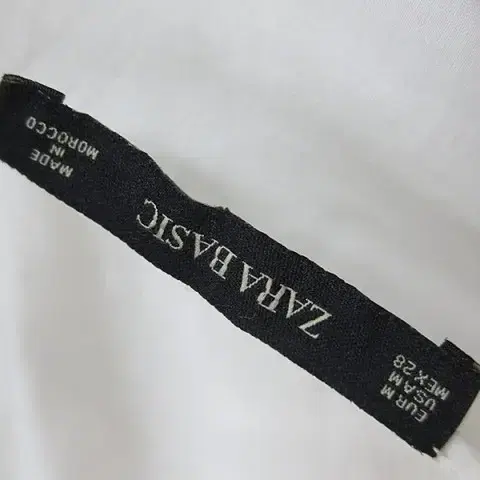 EUR M
USA M
MEX 28
ZARA BASIC
MADE
IN
MOROCCO